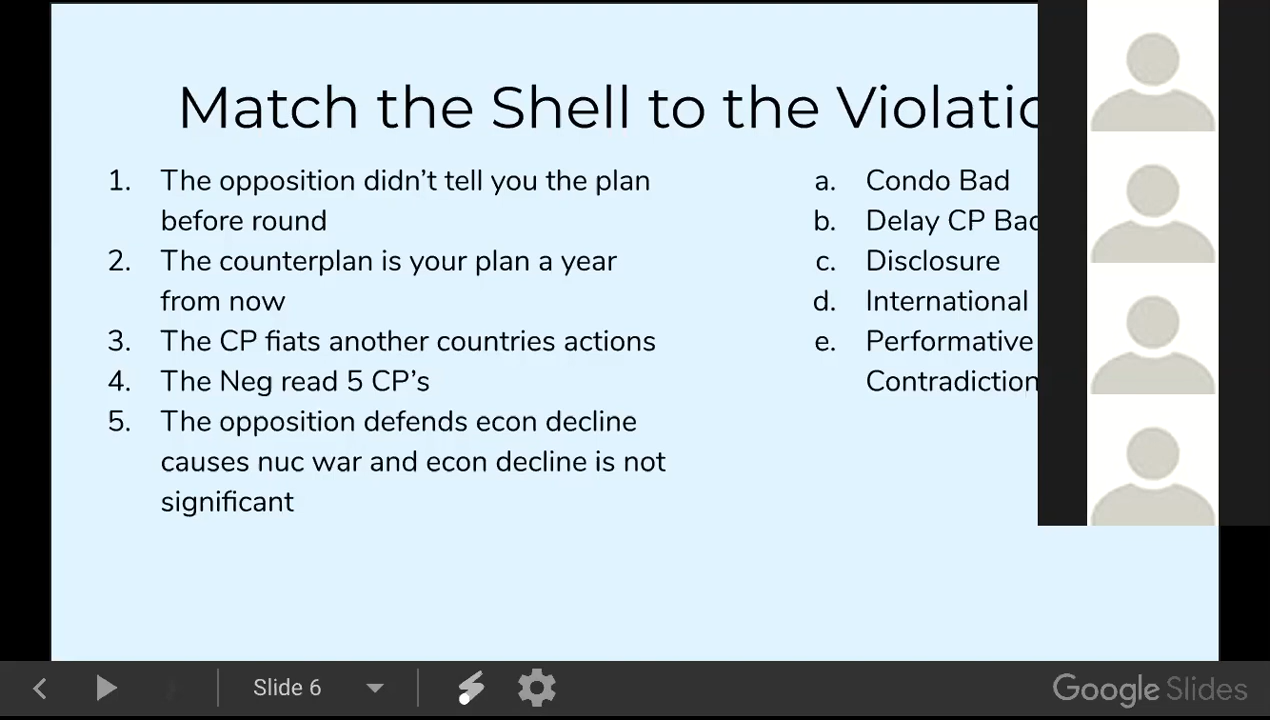 Match the Shell to the
1. The opposition didn't tell you the plan
before round
2. The counterplan is your plan a year
from now
3. The CP fiats another countries actions
4. The Neg read 5 CP's
5. The opposition defends econ decline
causes nuc war and econ decline is not
significant
a. Condo Bad
b. Delay CP Bad
c. Disclosure
d. International
e. Performative
Contradiction
Slide 6
Google Slides